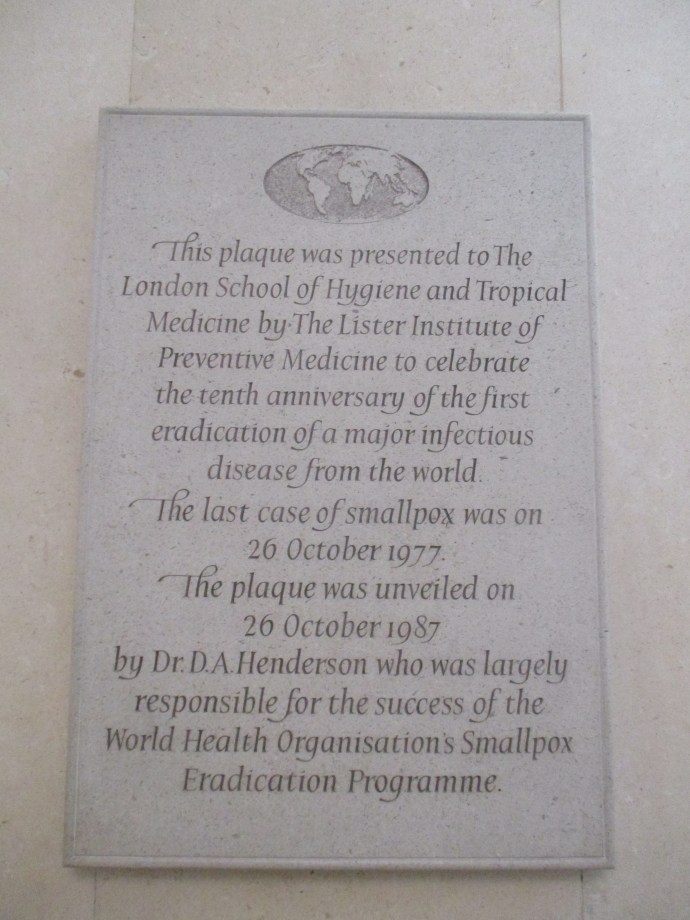 This plaque was presented to The
London School of Hygiene and Tropical
Medicine by The Lister Institute of
Preventive Medicine to celebrate
the tenth anniversary of the first
eradication of a major infectious
disease from the world.
The last case of smallpox was on
26 October 1977.
The plaque was unveiled on
26 October 1987
by Dr. D.A. Henderson who was largely
responsible for the success of the
World Health Organisation's Smallpox
Eradication Programme.